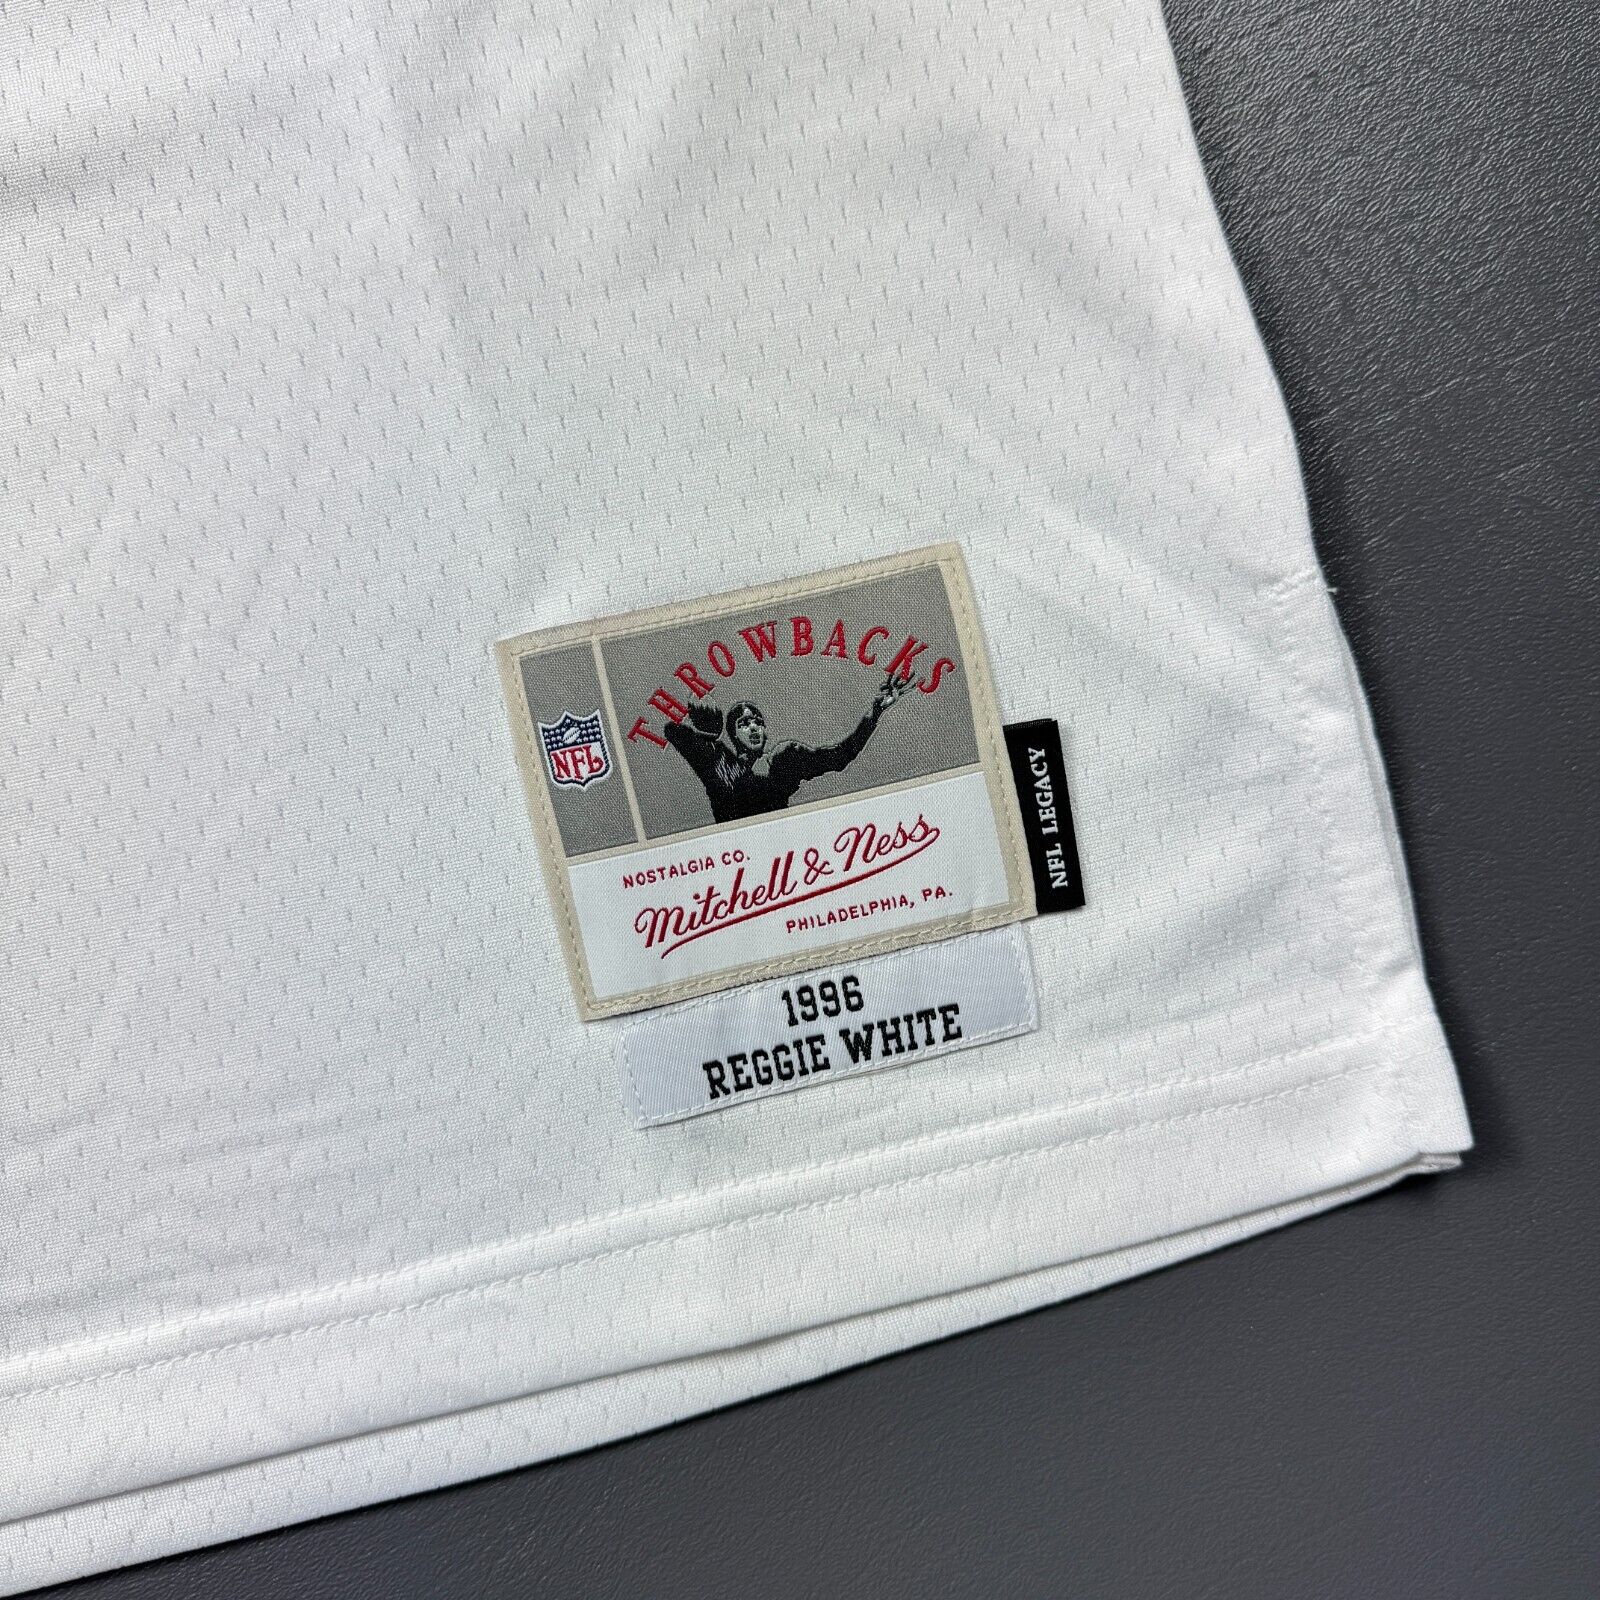 THROWBACKS
NFL
NOSTALGIA CO.
Mitchell & Ness
PHILADELPHIA, PA.
NFL LEGACY
1996
REGGIE WHITE